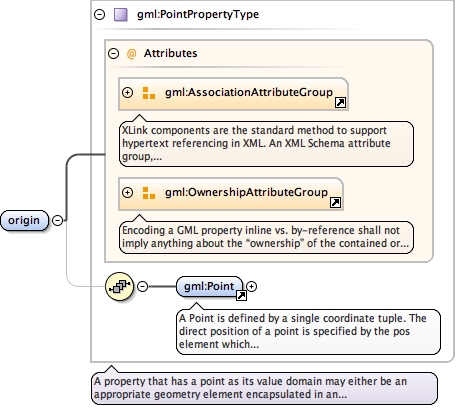 gml:PointPropertyType
@ Attributes
gml:AssociationAttributeGroup
XLink components are the standard method to support
hypertext referencing in XML. An XML Schema attribute
group,...
gml:OwnershipAttributeGroup
Encoding a GML property inline vs. by-reference shall not
imply anything about the “ownership” of the contained or...
origin
gml:Point
A Point is defined by a single coordinate tuple. The
direct position of a point is specified by the pos
element which...
A property that has a point as its value domain may either be an
appropriate geometry element encapsulated in an...